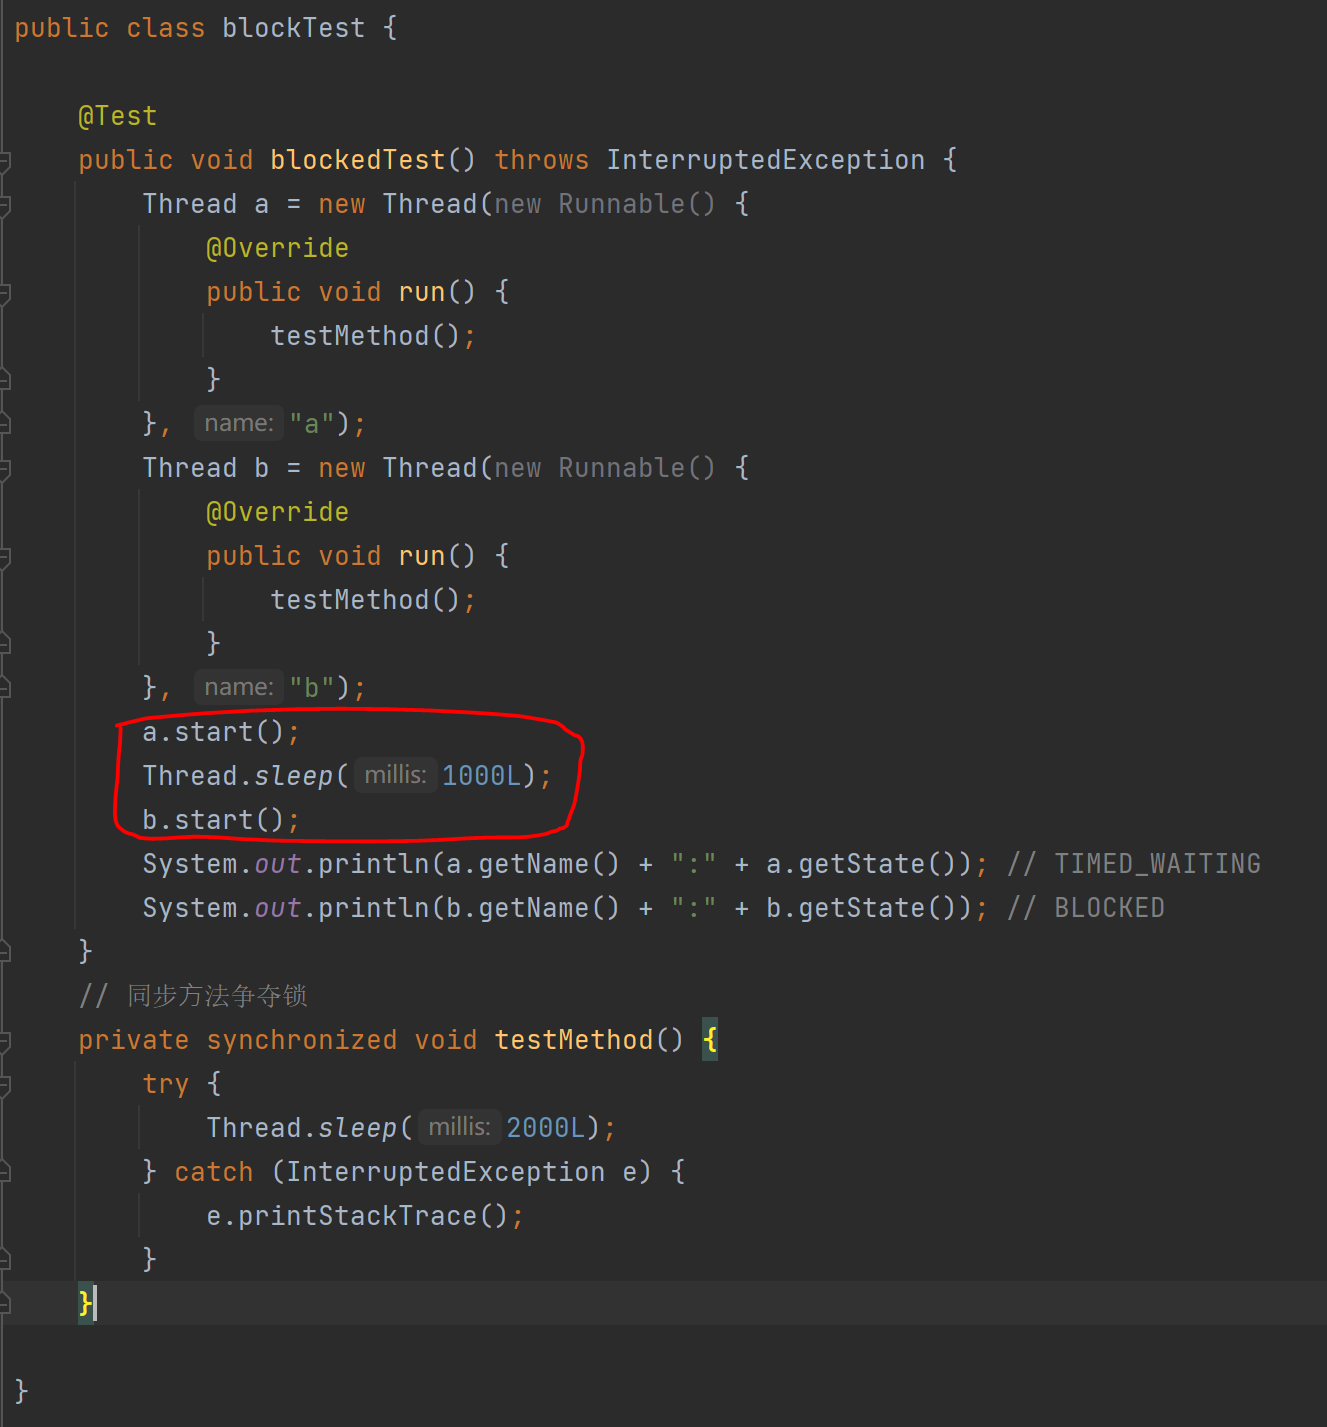 public class blockTest {
@Test
public void blockedTest() throws InterruptedException {
Thread a = new Thread(new Runnable() {
@Override
public void run() {
testMethod();
}
}, name: "a");
Thread b = new Thread(new Runnable() {
@Override
public void run() {
testMethod();
}
}, name: "b");
a.start();
Thread.sleep( millis: 1000L);
b.start();
System.out.println(a.getName() + ":" + a.getState()); // TIMED_WAITING
System.out.println(b.getName() + ":" + b.getState()); // BLOCKED
}
// 同步方法争夺锁
private synchronized void testMethod() {
try {
Thread.sleep( millis: 2000L);
} catch (InterruptedException e) {
e.printStackTrace();
}
}
}